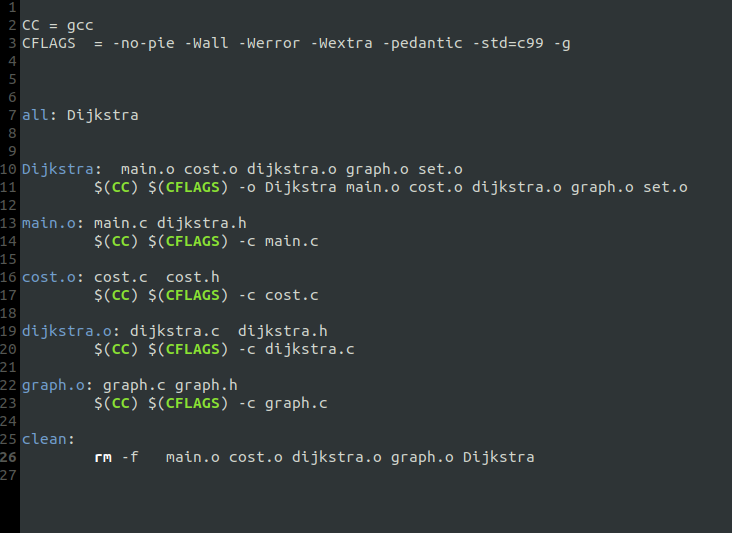 1
2 CC = gcc
3 CFLAGS  = -no-pie -Wall -Werror -Wextra -pedantic -std=c99 -g
4
5
6
7 all: Dijkstra
8
9
10 Dijkstra:  main.o cost.o dijkstra.o graph.o set.o
11         $(CC) $(CFLAGS) -o Dijkstra main.o cost.o dijkstra.o graph.o set.o
12
13 main.o: main.c dijkstra.h
14         $(CC) $(CFLAGS) -c main.c
15
16 cost.o: cost.c  cost.h
17         $(CC) $(CFLAGS) -c cost.c
18
19 dijkstra.o: dijkstra.c  dijkstra.h
20         $(CC) $(CFLAGS) -c dijkstra.c
21
22 graph.o: graph.c graph.h
23         $(CC) $(CFLAGS) -c graph.c
24
25 clean:
26         rm -f   main.o cost.o dijkstra.o graph.o Dijkstra
27